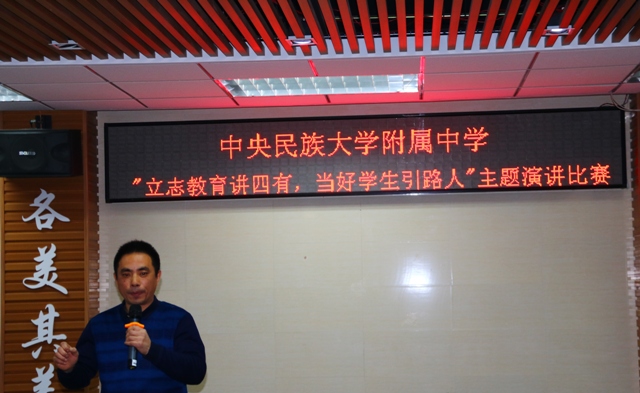 中央民族大学附属中学
"立志教育讲四有，当好学生引路人"主题演讲比赛
各美其美